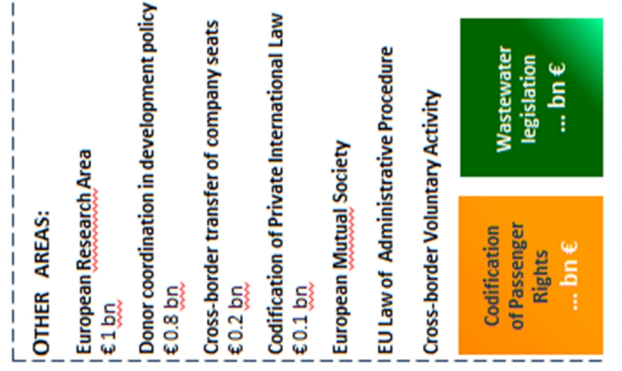 OTHER AREAS:
European Research Area
€ 1 bn
Donor coordination in development policy
€ 0.8 bn
Cross-border transfer of company seats
€ 0.2 bn
Codification of Private International Law
€ 0.1 bn
European Mutual Society
EU Law of Administrative Procedure
Cross-border Voluntary Activity
Codification
of Passenger
Rights
... bn €
Wastewater
legislation
... bn €